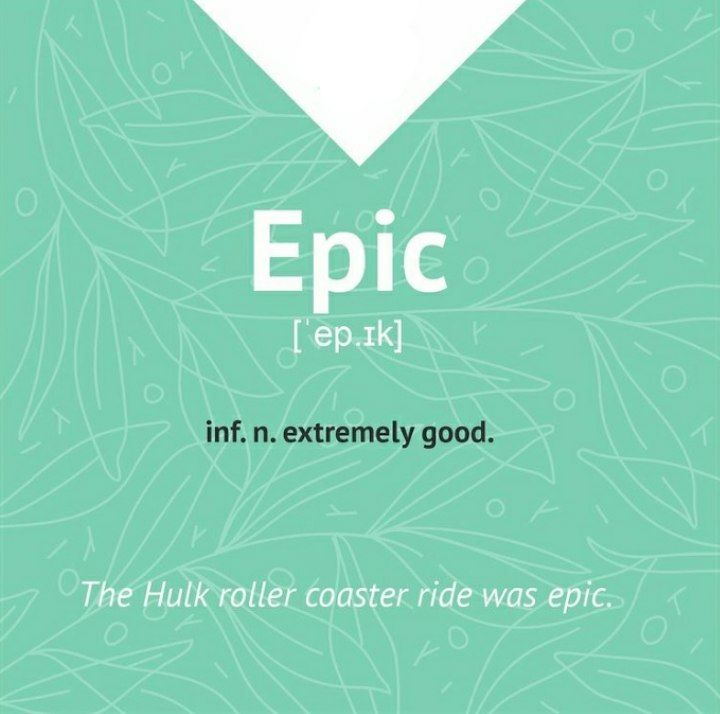 Epic
[ˈep.ɪk]
inf. n. extremely good.
The Hulk roller coaster ride was epic.